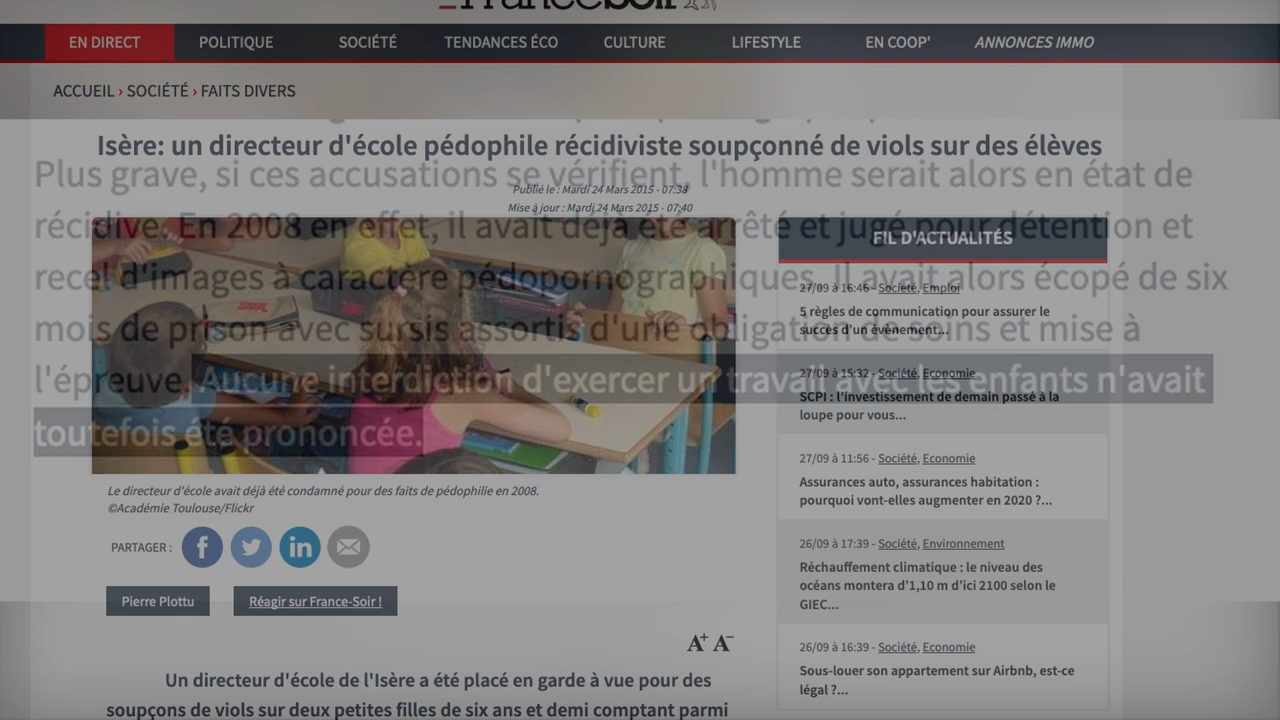 FranceSoir
EN DIRECT POLITIQUE SOCIÉTÉ TENDANCES ÉCO CULTURE LIFESTYLE EN COOP' ANNONCES IMMO
ACCUEIL › SOCIÉTÉ › FAITS DIVERS
Isère: un directeur d'école pédophile récidiviste soupçonné de viols sur des élèves
Publié le : Mardi 24 Mars 2015 - 07:38
Mise à jour : Mardi 24 Mars 2015 - 07:40
Plus grave, si ces accusations se vérifient, l'homme serait alors en état de
récidive. En 2008 en effet, il avait déjà été arrêté et jugé pour détention et
recel d'images à caractère pédopornographiques. Il avait alors écopé de six
mois de prison avec sursis assortis d'une obligation de soins et mise à
l'épreuve. Aucune interdiction d'exercer un travail avec les enfants n'avait
toutefois été prononcée.
Le directeur d'école avait déjà été condamné pour des faits de pédophilie en 2008.
©Académie Toulouse/Flickr
PARTAGER :
Pierre Plottu Réagir sur France-Soir !
A+ A−
Un directeur d'école de l'Isère a été placé en garde à vue pour des
soupçons de viols sur deux petites filles de six ans et demi comptant parmi
FIL D'ACTUALITÉS
27/09 à 16:46 - Société, Emploi
5 règles de communication pour assurer le
succès d'un évènement...
27/09 à 15:32 - Société, Economie
SCPI : l'investissement de demain passé à la
loupe pour vous...
27/09 à 11:56 - Société, Economie
Assurances auto, assurances habitation :
pourquoi vont-elles augmenter en 2020 ?...
26/09 à 17:39 - Société, Environnement
Réchauffement climatique : le niveau des
océans montera d'1,10 m d'ici 2100 selon le
GIEC...
26/09 à 16:39 - Société, Economie
Sous-louer son appartement sur Airbnb, est-ce
légal ?...